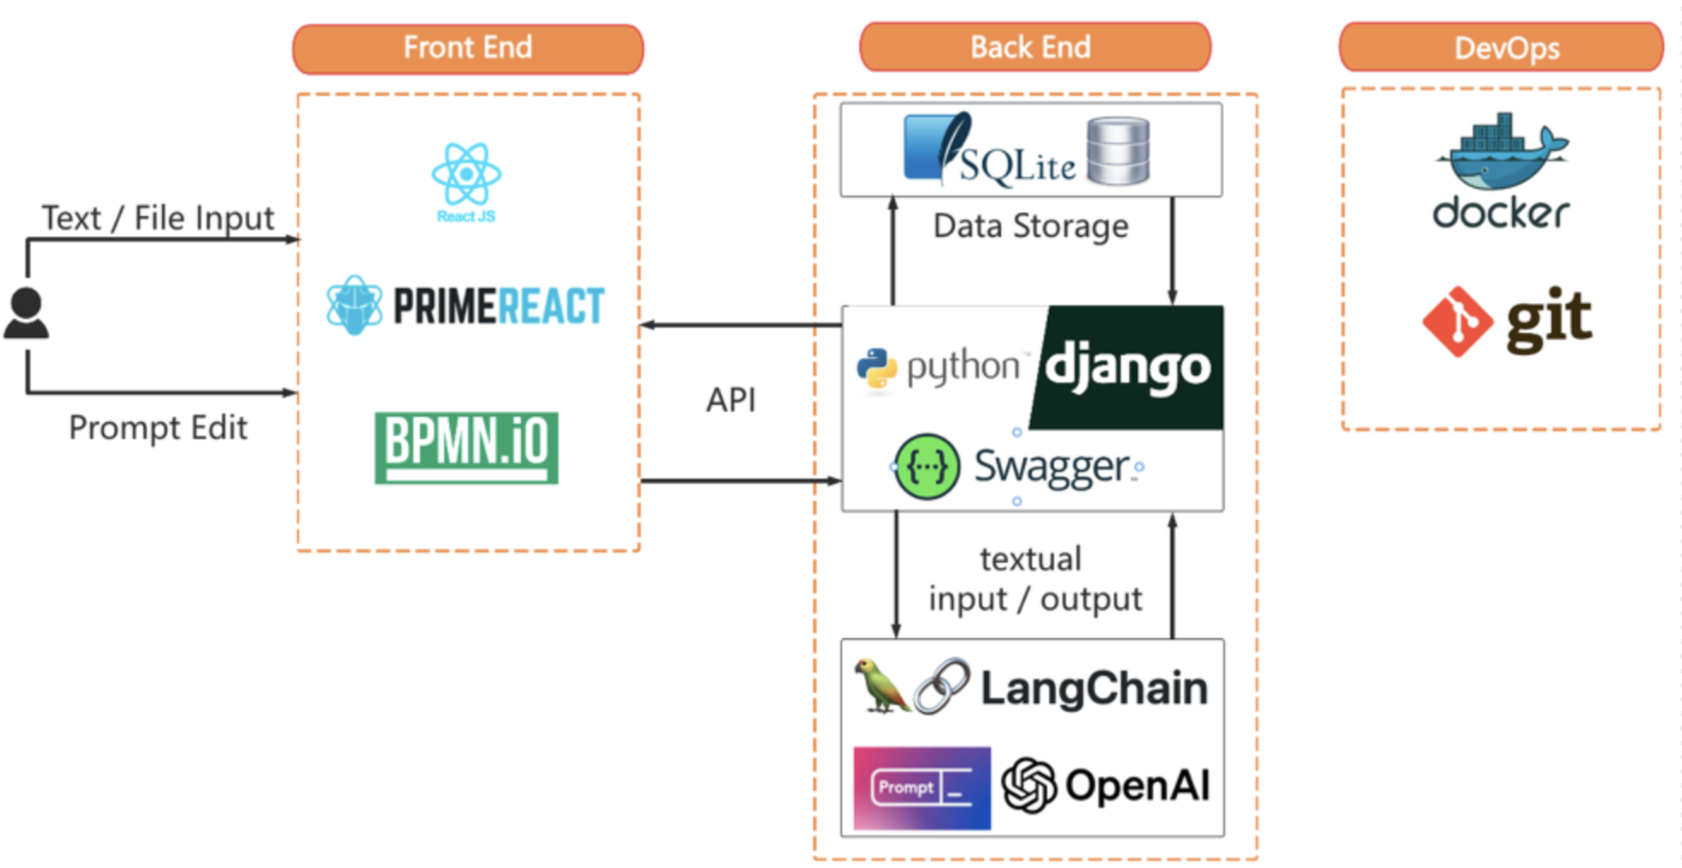 Front End
Back End
DevOps
Text / File Input
Prompt Edit
React JS
PRIMEREACT
BPMN.iO
API
SQLite
Data Storage
python
django
{···} Swagger
textual
input / output
LangChain
Prompt _
OpenAI
docker
git